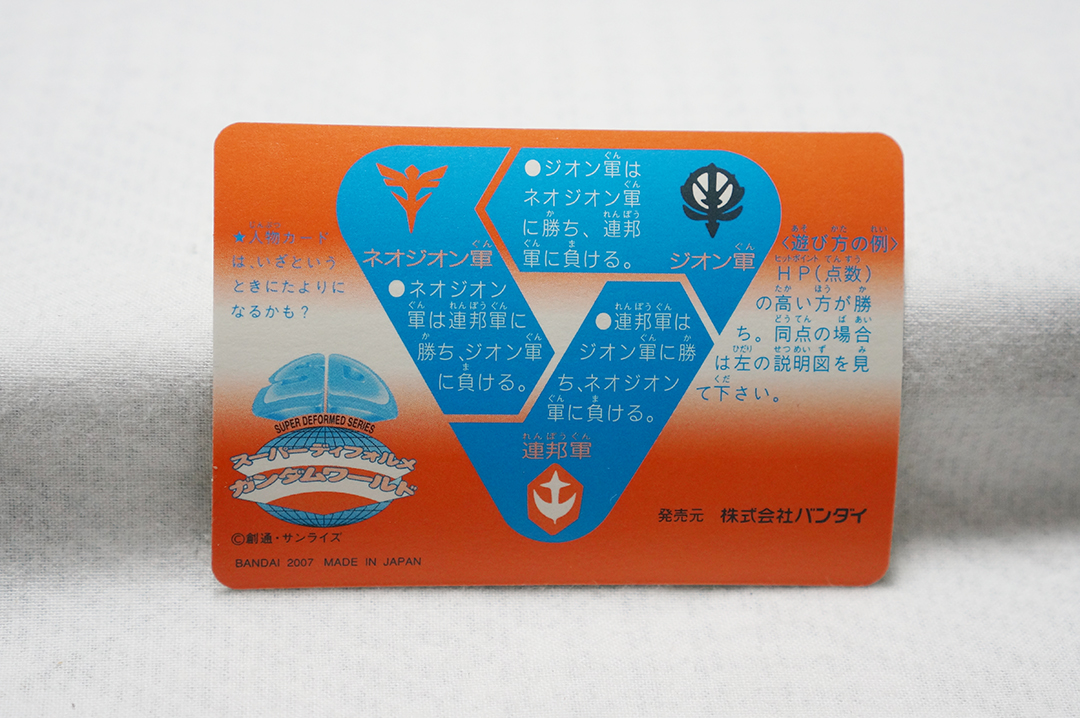 ★人物カード
は、いざという
ときにたよりに
なるかも？
ネオジオン軍
●ネオジオン
軍は連邦軍に
勝ち、ジオン軍
に負ける。
●ジオン軍は
ネオジオン軍
に勝ち、連邦
軍に負ける。
ジオン軍
●連邦軍は
ジオン軍に勝
ち、ネオジオン
軍に負ける。
連邦軍
〈遊び方の例〉
HP(点数)
の高い方が勝
ち。同点の場合
は左の説明図を見
て下さい。
SUPER DEFORMED SERIES
スーパーディフォルメ
ガンダムワールド
©創通・サンライズ
BANDAI 2007 MADE IN JAPAN
発売元 株式会社バンダイ